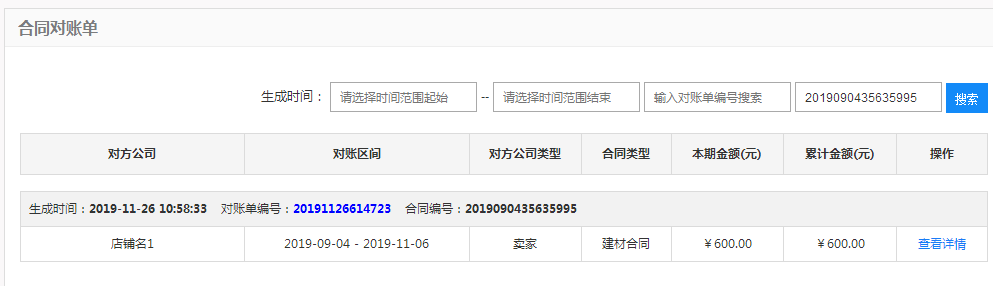 合同对账单
生成时间： 请选择时间范围起始 -- 请选择时间范围结束 输入对账单编号搜索 2019090435635995 搜索
对方公司 对账区间 对方公司类型 合同类型 本期金额(元) 累计金额(元) 操作
生成时间：2019-11-26 10:58:33 对账单编号：20191126614723 合同编号：2019090435635995
店铺名1 2019-09-04 - 2019-11-06 卖家 建材合同 ￥600.00 ￥600.00 查看详情